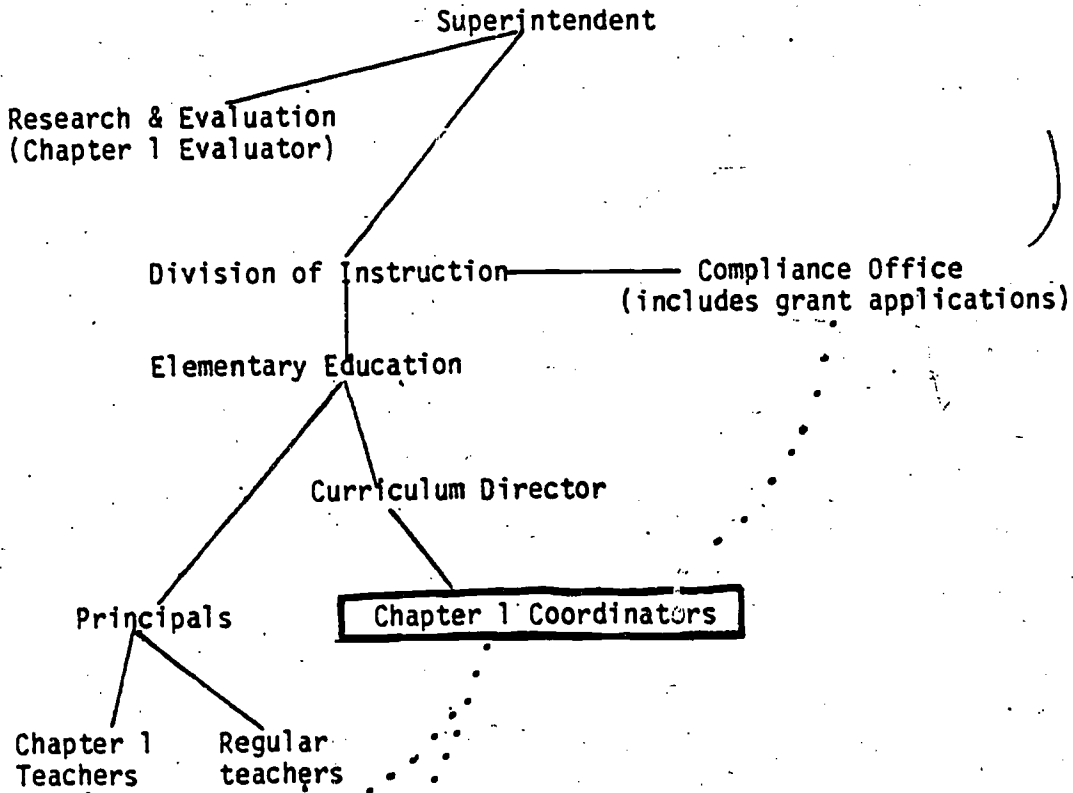 Superintendent
Research & Evaluation
(Chapter 1 Evaluator)
Division of Instruction
Compliance Office
(includes grant applications)
Elementary Education
Curriculum Director
Principals
Chapter 1 Coordinators
Chapter 1
Teachers
Regular
teachers